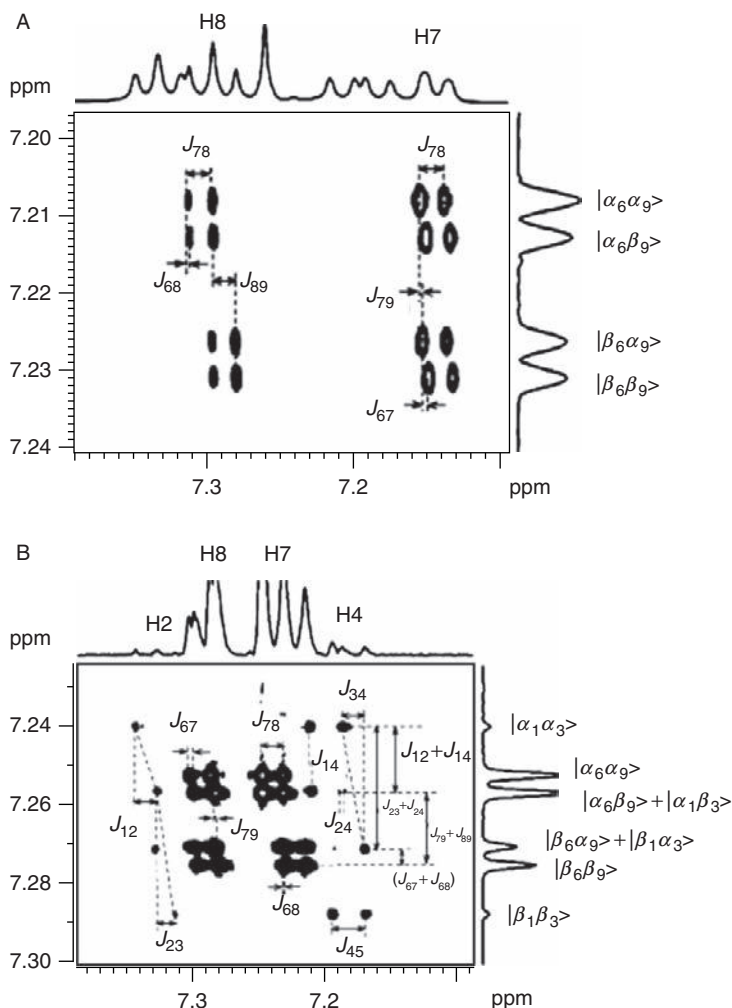 A
H8
H7
ppm
7.20
7.21
7.22
7.23
7.24
J78
J78
J68
J89
J79
J67
|α6α9>
|α6β9>
|β6α9>
|β6β9>
7.3
7.2
ppm
B
H8
H7
H2
H4
ppm
7.24
7.26
7.28
7.30
J67
J78
J34
J14
J12+J14
J12
J79
J24
J23+J24
J79+J89
(J67+J68)
J68
J23
J45
|α1α3>
|α6α9>
|α6β9>+|α1β3>
|β6α9>+|β1α3>
|β6β9>
|β1β3>
7.3
7.2
ppm